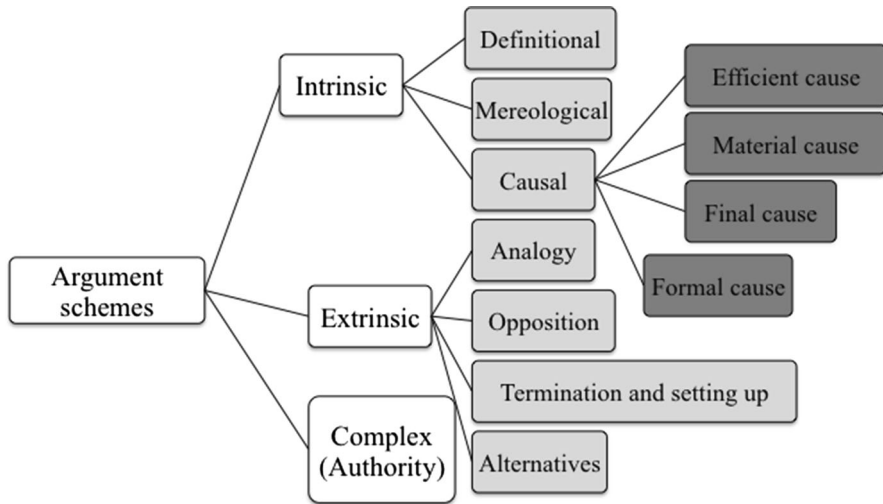 Argument
schemes
Intrinsic
Extrinsic
Complex
(Authority)
Definitional
Mereological
Causal
Analogy
Opposition
Termination and setting up
Alternatives
Efficient cause
Material cause
Final cause
Formal cause